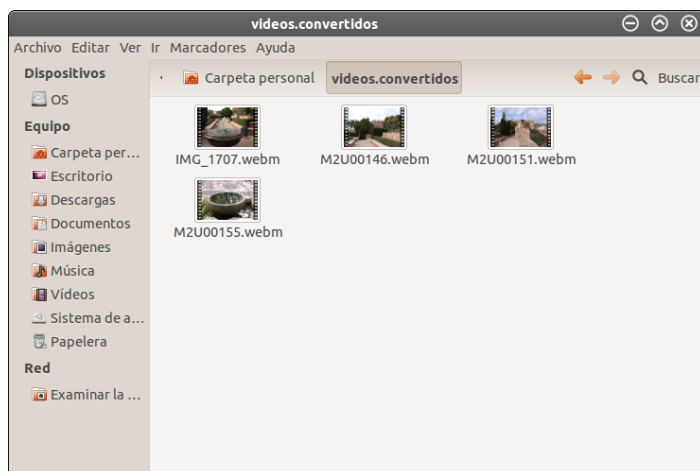 videos.convertidos
Archivo Editar Ver Ir Marcadores Ayuda
Dispositivos
OS
Equipo
Carpeta per...
Escritorio
Descargas
Documentos
Imágenes
Música
Vídeos
Sistema de a...
Papelera
Red
Examinar la ...
Carpeta personal videos.convertidos Buscar
IMG_1707.webm M2U00146.webm M2U00151.webm
M2U00155.webm